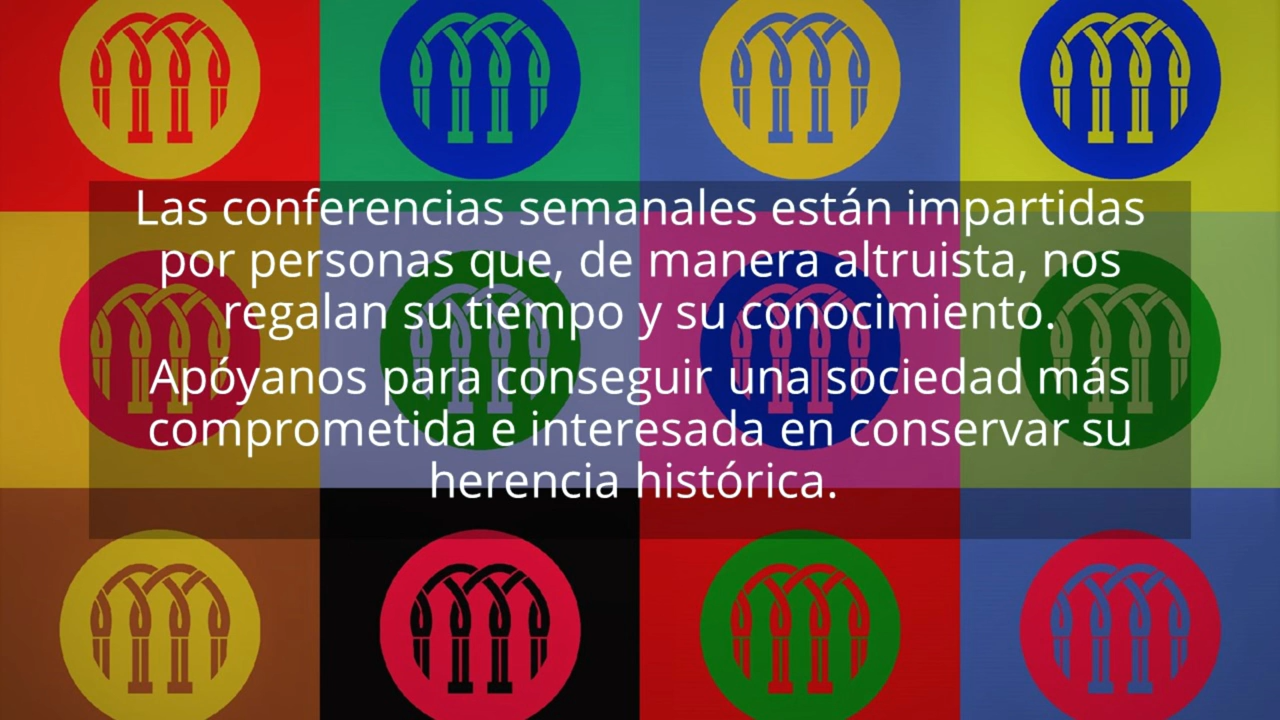 Las conferencias semanales están impartidas
por personas que, de manera altruista, nos
regalan su tiempo y su conocimiento.
Apóyanos para conseguir una sociedad más
comprometida e interesada en conservar su
herencia histórica.